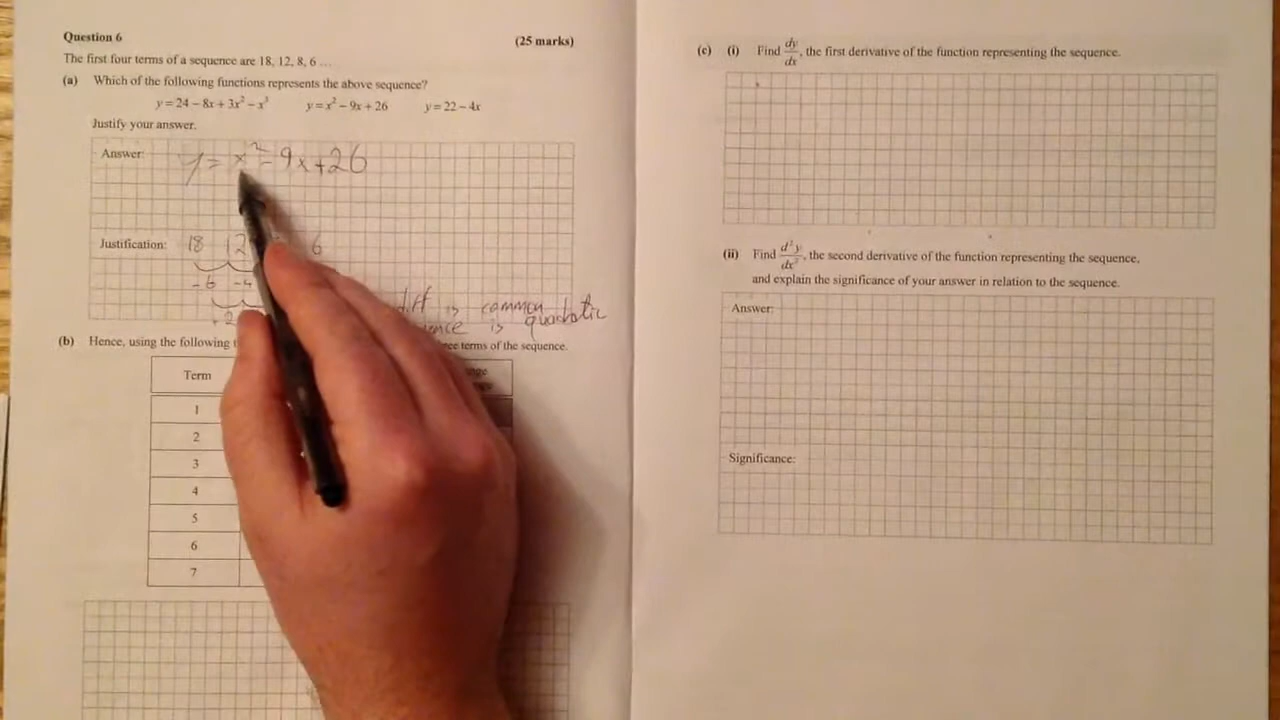 Question 6
(25 marks)
The first four terms of a sequence are 18, 12, 8, 6 ...
(a) Which of the following functions represents the above sequence?
y = 24 – 8x + 3x² – x³ y = x² – 9x + 26 y = 22 – 4x
Justify your answer.
Answer: y = x² – 9x + 26
Justification: 18 12 6
-6 -4
diff is common
+2 is quadratic
(b) Hence, using the following terms of the sequence.
Term
1
2
3
4
5
6
7
(c) (i) Find dy/dx, the first derivative of the function representing the sequence.
(ii) Find d²y/dx², the second derivative of the function representing the sequence,
and explain the significance of your answer in relation to the sequence.
Answer:
Significance: